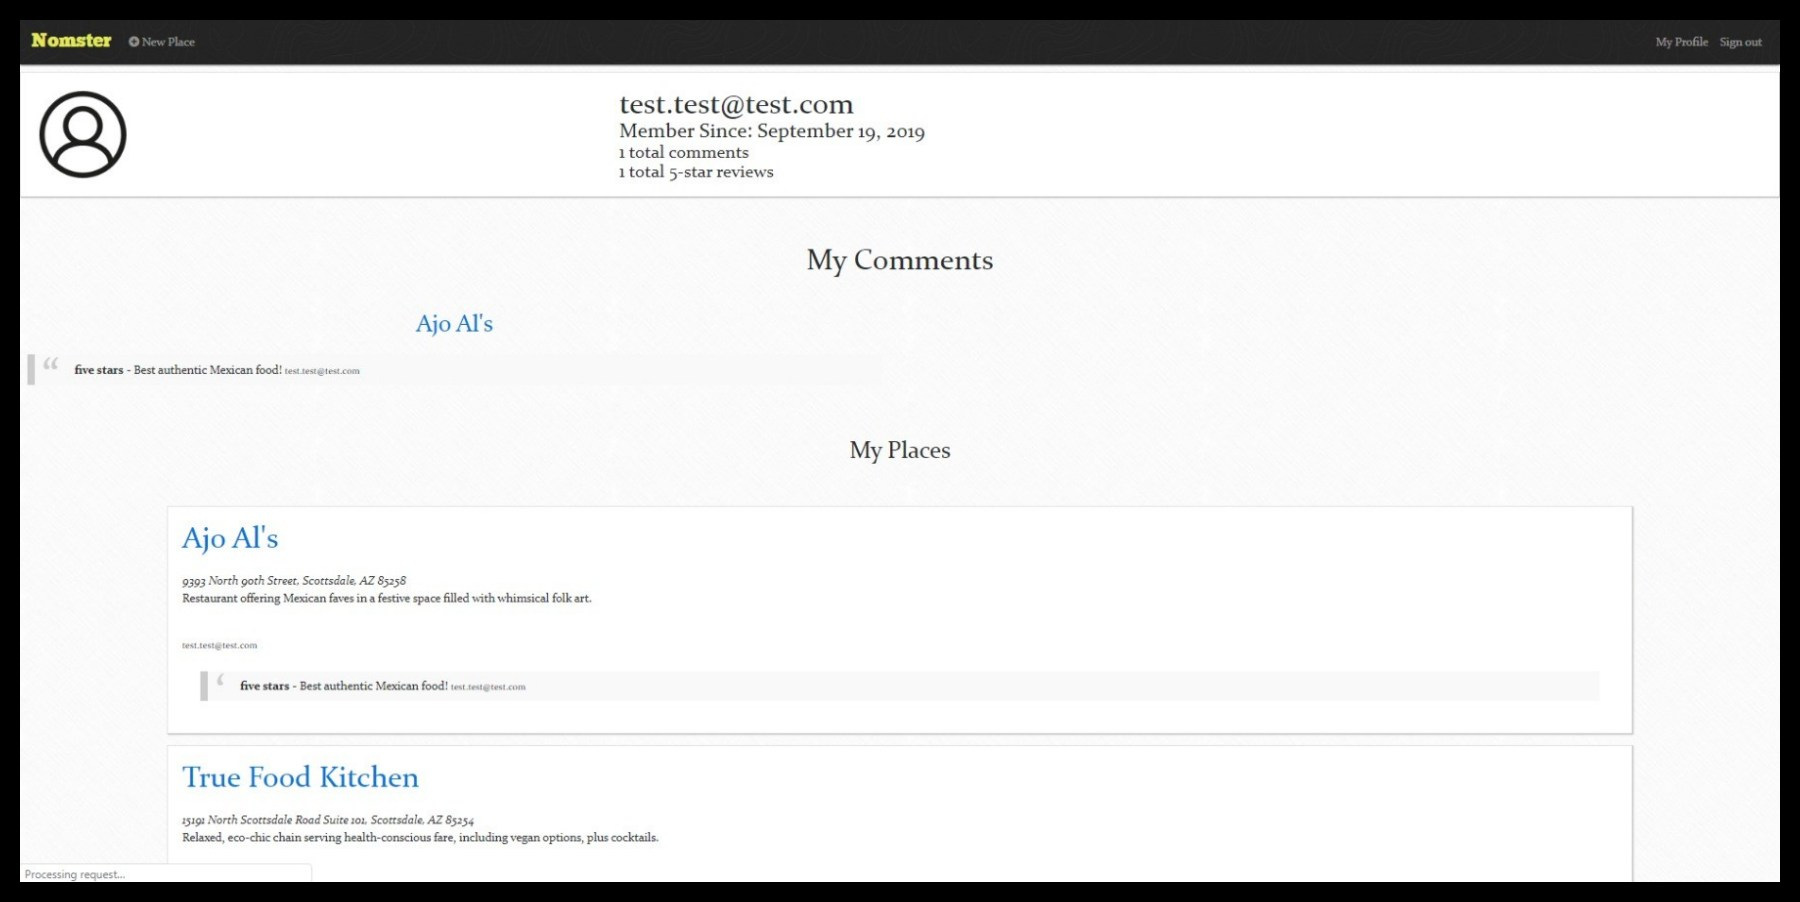 Nomster New Place My Profile Sign out
test.test@test.com
Member Since: September 19, 2019
1 total comments
1 total 5-star reviews
My Comments
Ajo Al's
“ five stars - Best authentic Mexican food! test.test@test.com
My Places
Ajo Al's
9393 North 90th Street, Scottsdale, AZ 85258
Restaurant offering Mexican faves in a festive space filled with whimsical folk art.
test.test@test.com
‘ five stars - Best authentic Mexican food! test.test@test.com
True Food Kitchen
15191 North Scottsdale Road Suite 101, Scottsdale, AZ 85254
Relaxed, eco-chic chain serving health-conscious fare, including vegan options, plus cocktails.
Processing request...